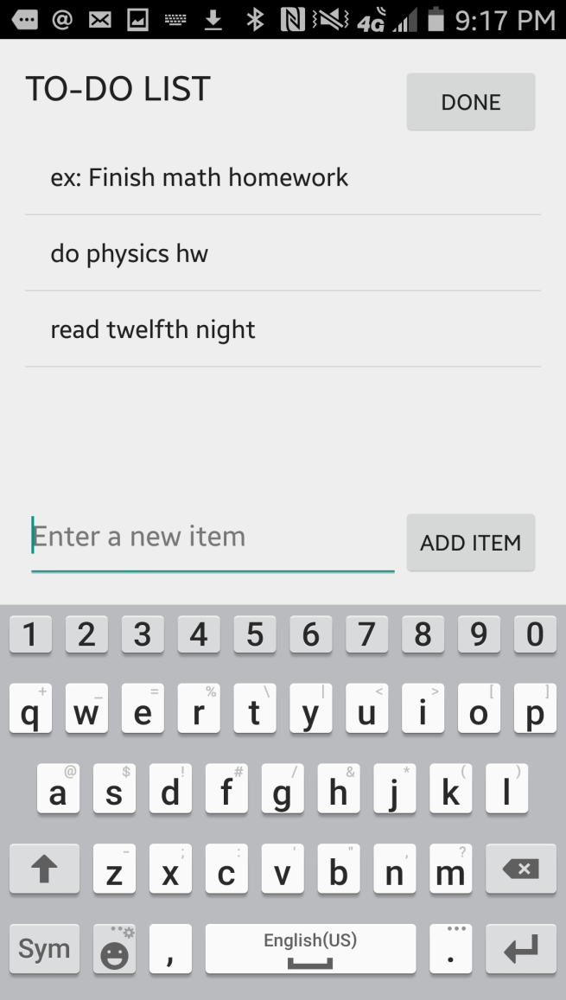 4G 9:17 PM
TO-DO LIST
DONE
ex: Finish math homework
do physics hw
read twelfth night
Enter a new item
ADD ITEM
1 2 3 4 5 6 7 8 9 0
+ _ = % \ | < > [ ]
q w e r t y u i o p
@ $ ! # / & * ( )
a s d f g h j k l
- ; : ' " , ?
z x c v b n m
Sym , English(US) .